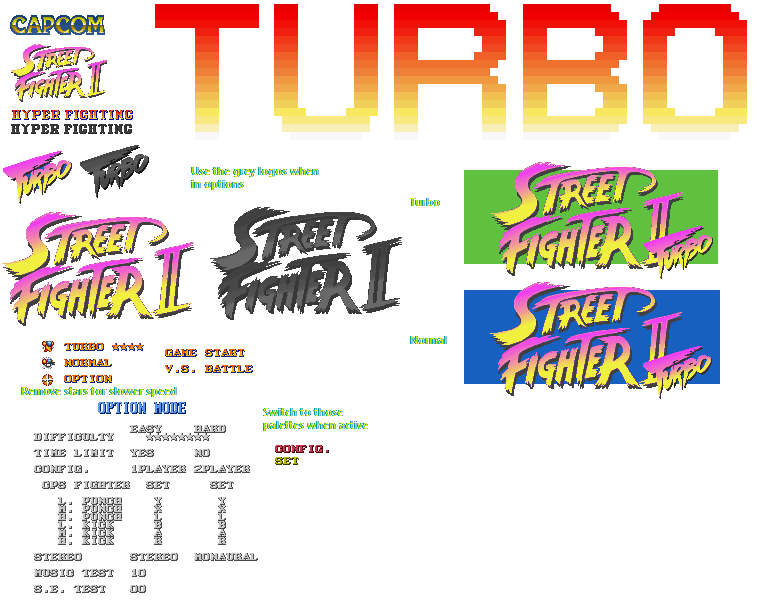 CAPCOM
TURBO
STREET
FIGHTER II
HYPER FIGHTING
HYPER FIGHTING
TURBO
TURBO
Use the grey logos when
in options
STREET
FIGHTER II
STREET
FIGHTER II
Turbo
STREET
FIGHTER II
TURBO
Normal
STREET
FIGHTER II
TURBO
TURBO ★★★★
NORMAL
OPTION
GAME START
V.S. BATTLE
Remove stars for slower speed
OPTION MODE
EASY HARD
DIFFICULTY ☆☆☆☆☆☆☆☆
TIME LIMIT YES NO
CONFIG. 1PLAYER 2PLAYER
GPS FIGHTER SET SET
L. PUNCH Y Y
M. PUNCH X X
H. PUNCH L L
L. KICK B B
M. KICK A A
H. KICK R R
STEREO STEREO MONAURAL
MUSIC TEST 10
S.E. TEST 00
Switch to those
palettes when active
CONFIG.
SET